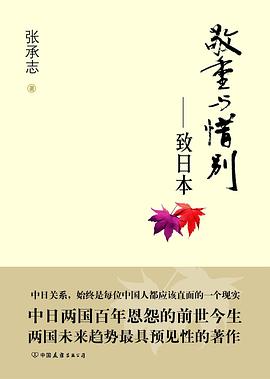 敬重与惜别
——致日本
张承志 著
中日关系，始终是每位中国人都应该直面的一个现实
中日两国百年恩怨的前世今生
两国未来趋势最具预见性的著作
中国友谊出版公司